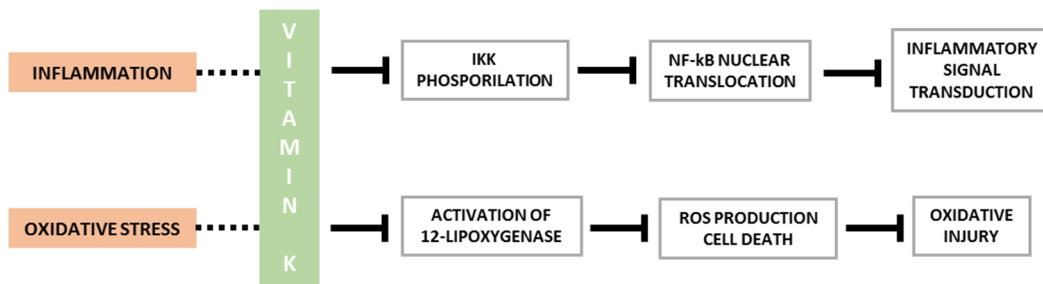 INFLAMMATION
VITAMIN K
IKK
PHOSPORILATION
NF-kB NUCLEAR
TRANSLOCATION
INFLAMMATORY
SIGNAL
TRANSDUCTION
OXIDATIVE STRESS
ACTIVATION OF
12-LIPOXYGENASE
ROS PRODUCTION
CELL DEATH
OXIDATIVE
INJURY